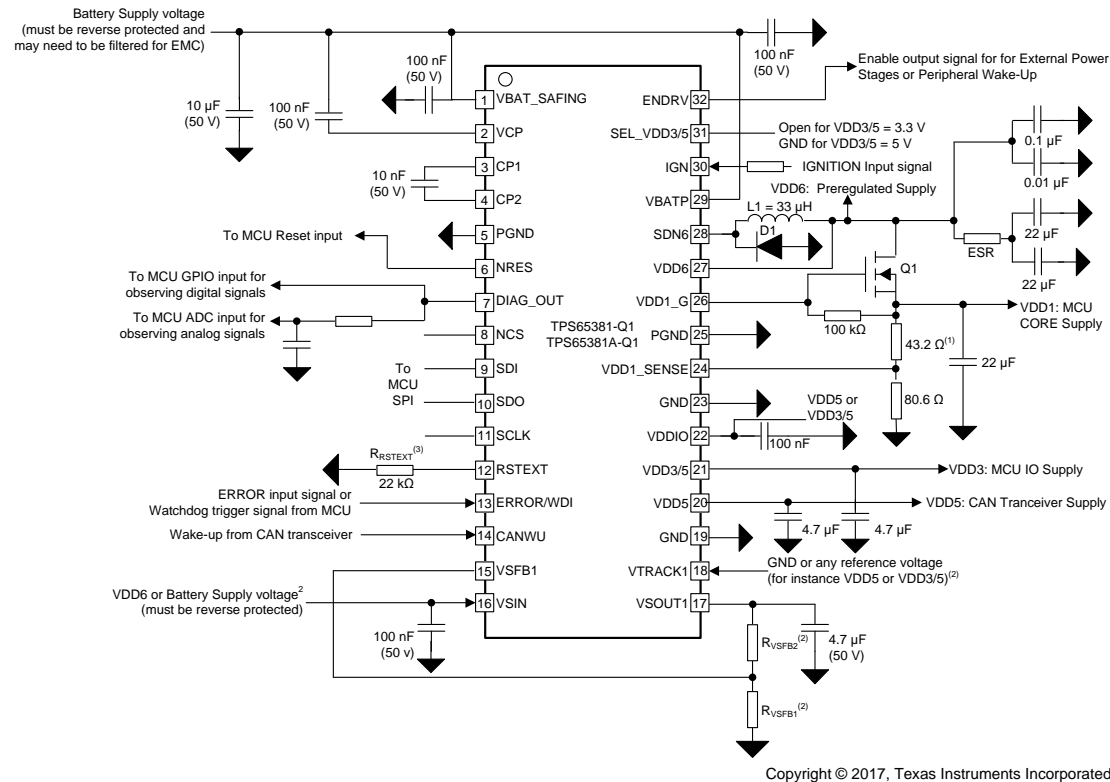 Battery Supply voltage
(must be reverse protected and
may need to be filtered for EMC)
10 µF
(50 V)
100 nF
(50 V)
100 nF
(50 V)
100 nF
(50 V)
10 nF
(50 V)
To MCU Reset input
To MCU GPIO input for
observing digital signals
To MCU ADC input for
observing analog signals
To
MCU
SPI
R_RSTEXT(3)
22 kΩ
ERROR input signal or
Watchdog trigger signal from MCU
Wake-up from CAN transceiver
VDD6 or Battery Supply voltage²
(must be reverse protected)
100 nF
(50 v)
1 VBAT_SAFING
2 VCP
3 CP1
4 CP2
5 PGND
6 NRES
7 DIAG_OUT
8 NCS
9 SDI
10 SDO
11 SCLK
12 RSTEXT
13 ERROR/WDI
14 CANWU
15 VSFB1
16 VSIN
TPS65381-Q1
TPS65381A-Q1
ENDRV 32
SEL_VDD3/5 31
IGN 30
VBATP 29
SDN6 28
VDD6 27
VDD1_G 26
PGND 25
VDD1_SENSE 24
GND 23
VDDIO 22
VDD3/5 21
VDD5 20
GND 19
VTRACK1 18
VSOUT1 17
Enable output signal for for External Power
Stages or Peripheral Wake-Up
Open for VDD3/5 = 3.3 V
GND for VDD3/5 = 5 V
IGNITION Input signal
VDD6: Preregulated Supply
L1 = 33 µH
D1
0.1 µF
0.01 µF
22 µF
ESR
22 µF
Q1
100 kΩ
VDD1: MCU
CORE Supply
43.2 Ω(1)
22 µF
80.6 Ω
VDD5 or
VDD3/5
100 nF
VDD3: MCU IO Supply
VDD5: CAN Tranceiver Supply
4.7 µF
4.7 µF
GND or any reference voltage
(for instance VDD5 or VDD3/5)(2)
R_VSFB2(2)
4.7 µF
(50 V)
R_VSFB1(2)
Copyright © 2017, Texas Instruments Incorporated